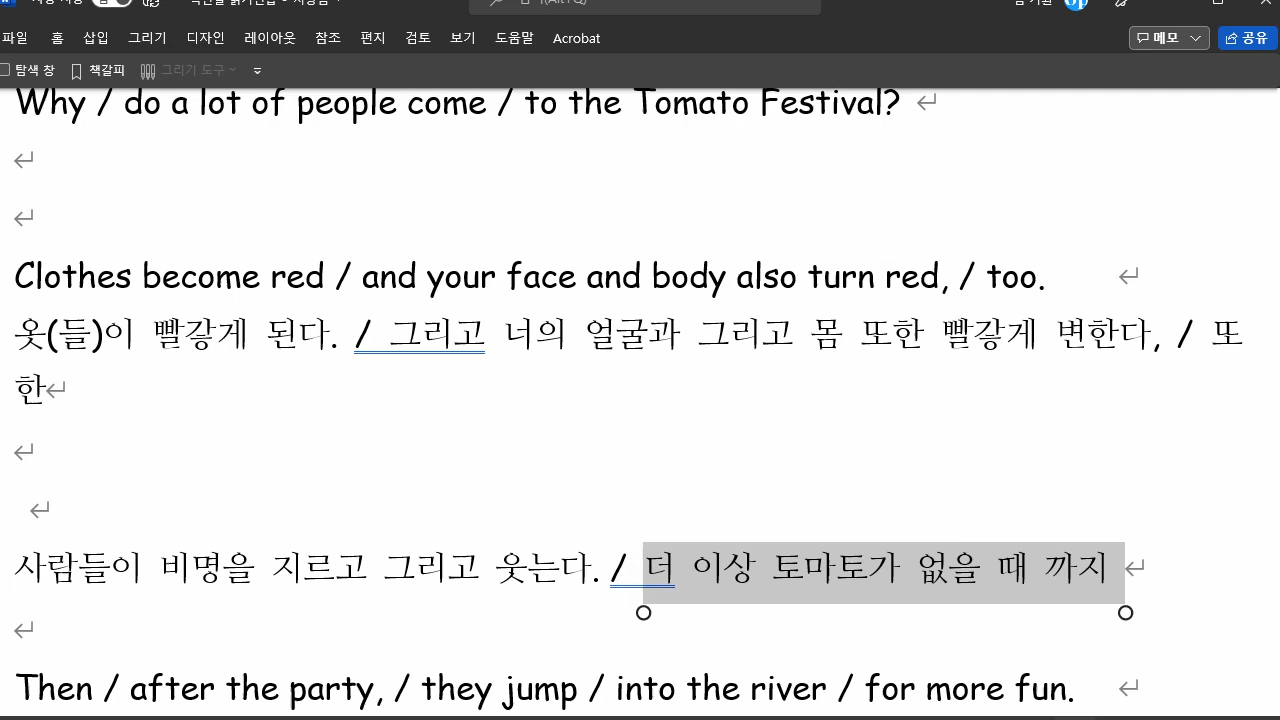 파일 홈 삽입 그리기 디자인 레이아웃 참조 편지 검토 보기 도움말 Acrobat 메모 공유
탐색 창 책갈피 그리기 도구
Why / do a lot of people come / to the Tomato Festival?
Clothes become red / and your face and body also turn red, / too.
옷(들)이 빨갛게 된다. / 그리고 너의 얼굴과 그리고 몸 또한 빨갛게 변한다, / 또
한
사람들이 비명을 지르고 그리고 웃는다. / 더 이상 토마토가 없을 때 까지
Then / after the party, / they jump / into the river / for more fun.